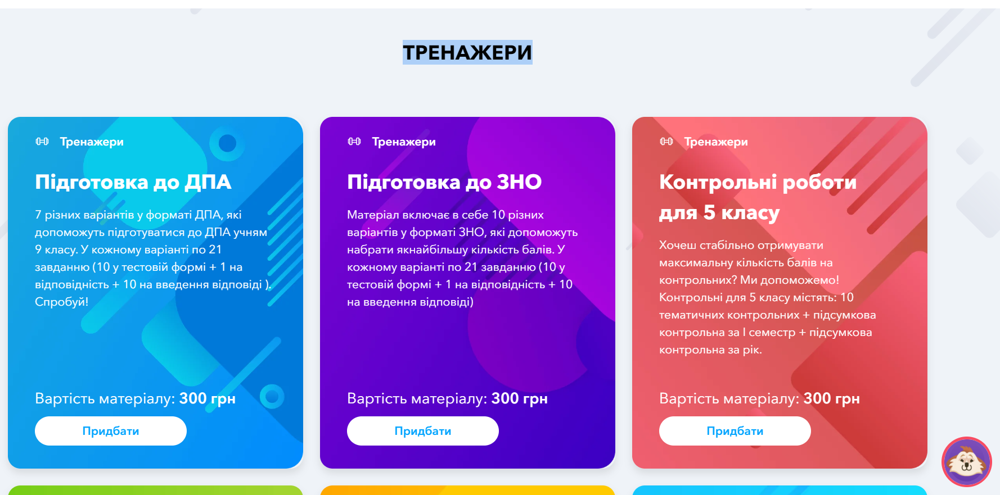 ТРЕНАЖЕРИ
Тренажери
Підготовка до ДПА
7 різних варіантів у форматі ДПА, які
допоможуть підготуватися до ДПА учням
9 класу. У кожному варіанті по 21
завданню (10 у тестовій формі + 1 на
відповідність + 10 на введення відповіді ).
Спробуй!
Вартість матеріалу: 300 грн
Придбати
Тренажери
Підготовка до ЗНО
Матеріал включає в себе 10 різних
варіантів у форматі ЗНО, які допоможуть
набрати якнайбільшу кількість балів. У
кожному варіанті по 21 завданню (10 у
тестовій формі + 1 на відповідність + 10
на введення відповіді)
Вартість матеріалу: 300 грн
Придбати
Тренажери
Контрольні роботи
для 5 класу
Хочеш стабільно отримувати
максимальну кількість балів на
контрольних? Ми допоможемо!
Контрольні для 5 класу містять: 10
тематичних контрольних + підсумкова
контрольна за І семестр + підсумкова
контрольна за рік.
Вартість матеріалу: 300 грн
Придбати